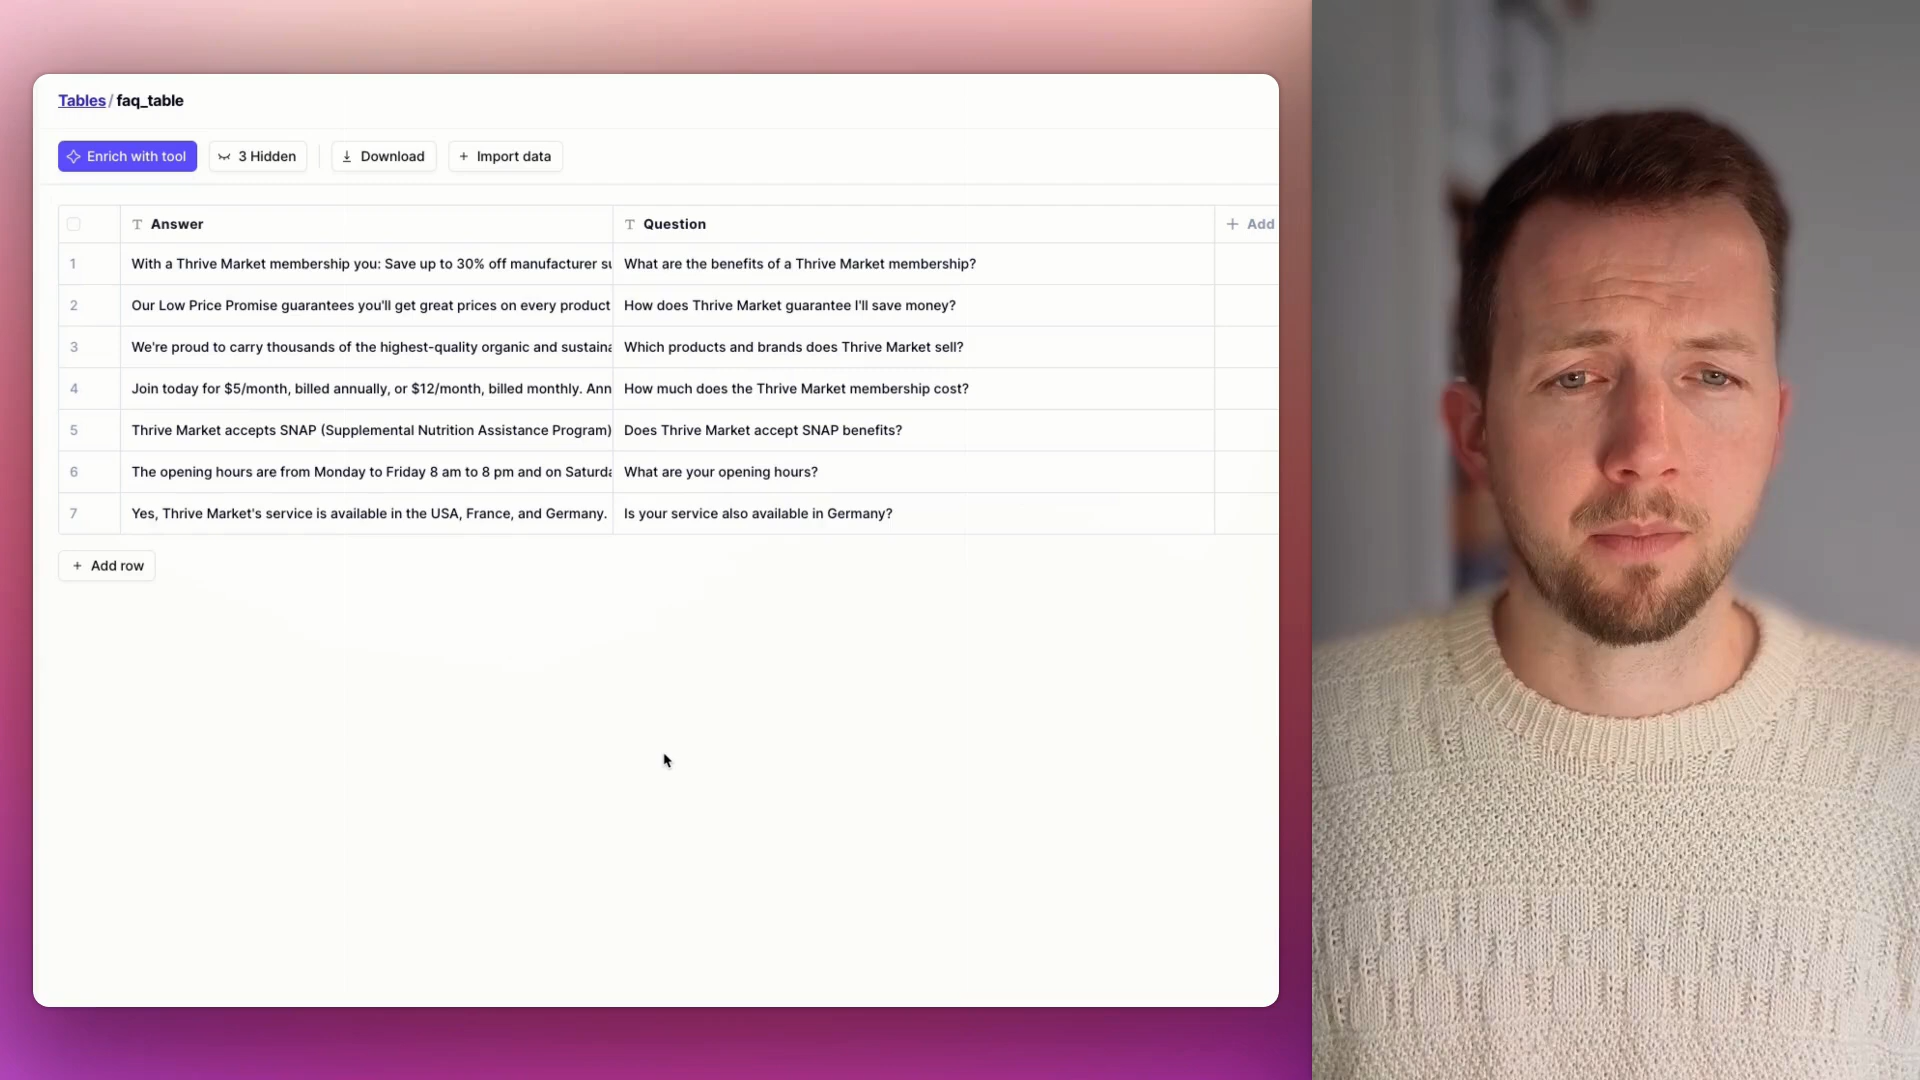 Tables / faq_table
Enrich with tool
3 Hidden
Download
+ Import data
Answer
Question
+ Add
1
With a Thrive Market membership you: Save up to 30% off manufacturer
What are the benefits of a Thrive Market membership?
2
Our Low Price Promise guarantees you'll get great prices on every product
How does Thrive Market guarantee I'll save money?
3
We're proud to carry thousands of the highest-quality organic and
Which products and brands does Thrive Market sell?
4
Join today for $5/month, billed annually, or $12/month, billed monthly. Ann
How much does the Thrive Market membership cost?
5
Thrive Market accepts SNAP (Supplemental Nutrition Assistance Program)
Does Thrive Market accept SNAP benefits?
6
The opening hours are from Monday to Friday 8 am to 8 pm and on
What are your opening hours?
7
Yes, Thrive Market's service is available in the USA, France, and Germany.
Is your service also available in Germany?
+ Add row